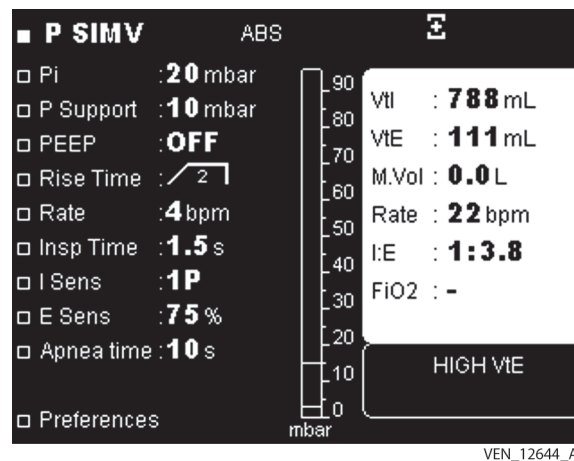 P SIMV ABS
Pi :20 mbar
P Support :10 mbar
PEEP :OFF
Rise Time : 2
Rate :4 bpm
Insp Time :1.5 s
I Sens :1P
E Sens :75 %
Apnea time :10 s
Preferences
90
80
70
60
50
40
30
20
10
0
mbar
VtI : 788 mL
VtE : 111 mL
M.Vol : 0.0 L
Rate : 22 bpm
I:E : 1:3.8
FiO2 : -
HIGH VtE
VEN_12644_A